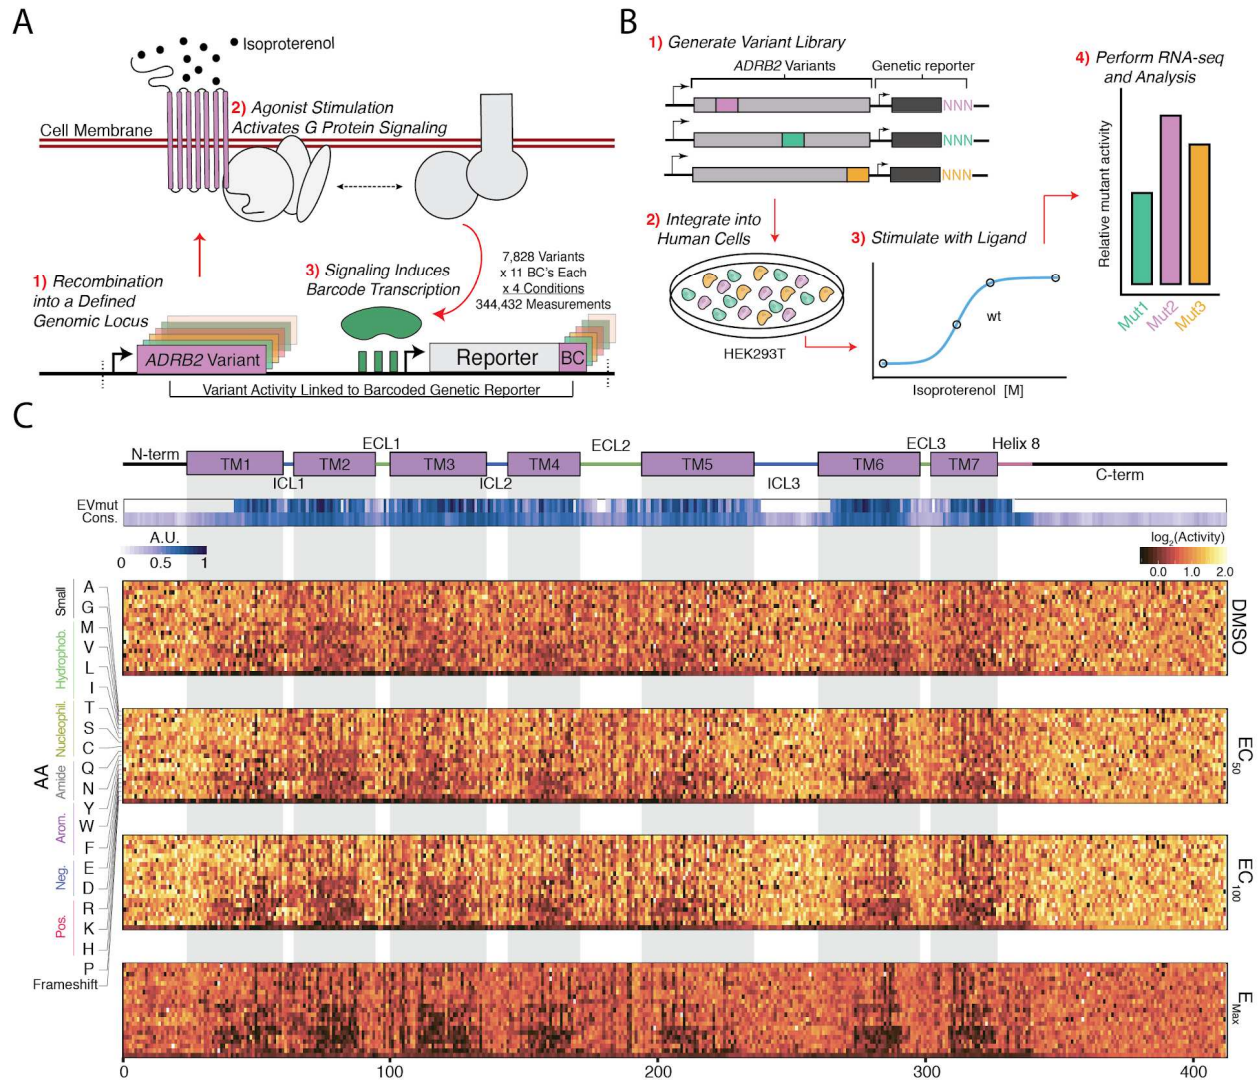 A
Isoproterenol
2) Agonist Stimulation
Activates G Protein Signaling
Cell Membrane
1) Recombination
into a Defined
Genomic Locus
3) Signaling Induces
Barcode Transcription
7,828 Variants
x 11 BC's Each
x 4 Conditions
344,432 Measurements
ADRB2 Variant
Reporter
BC
Variant Activity Linked to Barcoded Genetic Reporter
B
1) Generate Variant Library
ADRB2 Variants
Genetic reporter
NNN
NNN
NNN
2) Integrate into
Human Cells
HEK293T
3) Stimulate with Ligand
wt
Isoproterenol [M]
4) Perform RNA-seq
and Analysis
Relative mutant activity
Mut1
Mut2
Mut3
C
N-term
TM1
ICL1
TM2
ECL1
TM3
ICL2
TM4
ECL2
TM5
ICL3
TM6
ECL3
TM7
Helix 8
C-term
EVmut
Cons.
A.U.
0 0.5 1
log2(Activity)
0.0 1.0 2.0
AA
Small
Hydrophob.
Nucleophil.
Amide
Arom.
Neg.
Pos.
A
G
M
V
L
I
T
S
C
Q
N
Y
W
F
E
D
R
K
H
P
Frameshift
DMSO
EC50
EC100
EMax
0 100 200 300 400